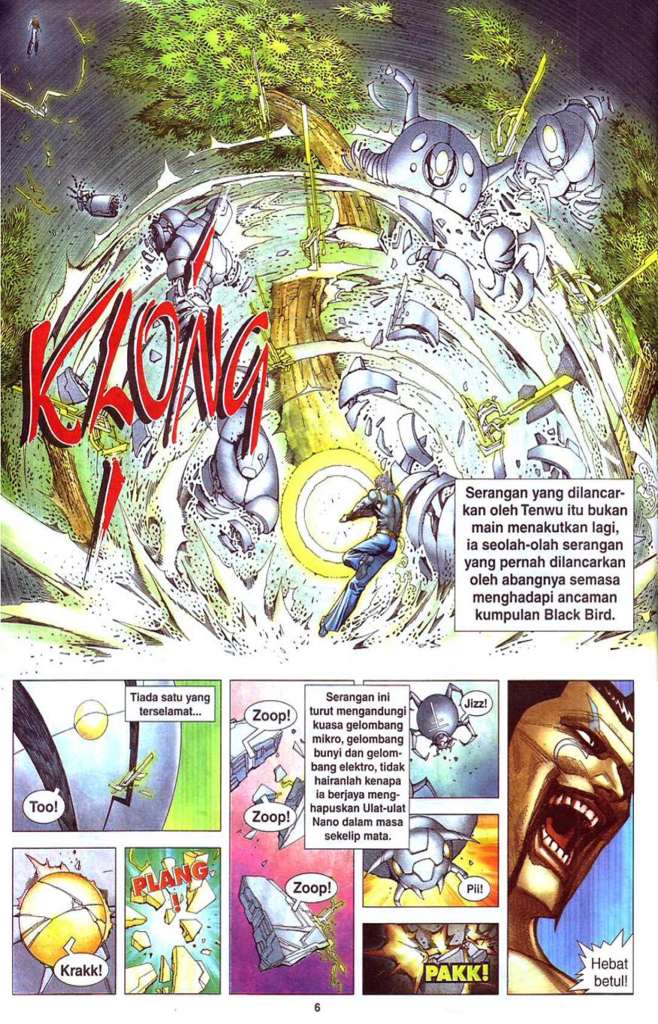 KLONG
!
Serangan yang dilancar-
kan oleh Tenwu itu bukan
main menakutkan lagi,
ia seolah-olah serangan
yang pernah dilancarkan
oleh abangnya semasa
menghadapi ancaman
kumpulan Black Bird.
Tiada satu yang
terselamat...
Too!
Krakk!
PLANG
!
Zoop!
Zoop!
Zoop!
Serangan ini
turut mengandungi
kuasa gelombang
mikro, gelombang
bunyi dan gelom-
bang elektro, tidak
hairanlah kenapa
ia berjaya meng-
hapuskan Ulat-ulat
Nano dalam masa
sekelip mata.
Jizz!
Pii!
PAKK!
Hebat
betul!
6